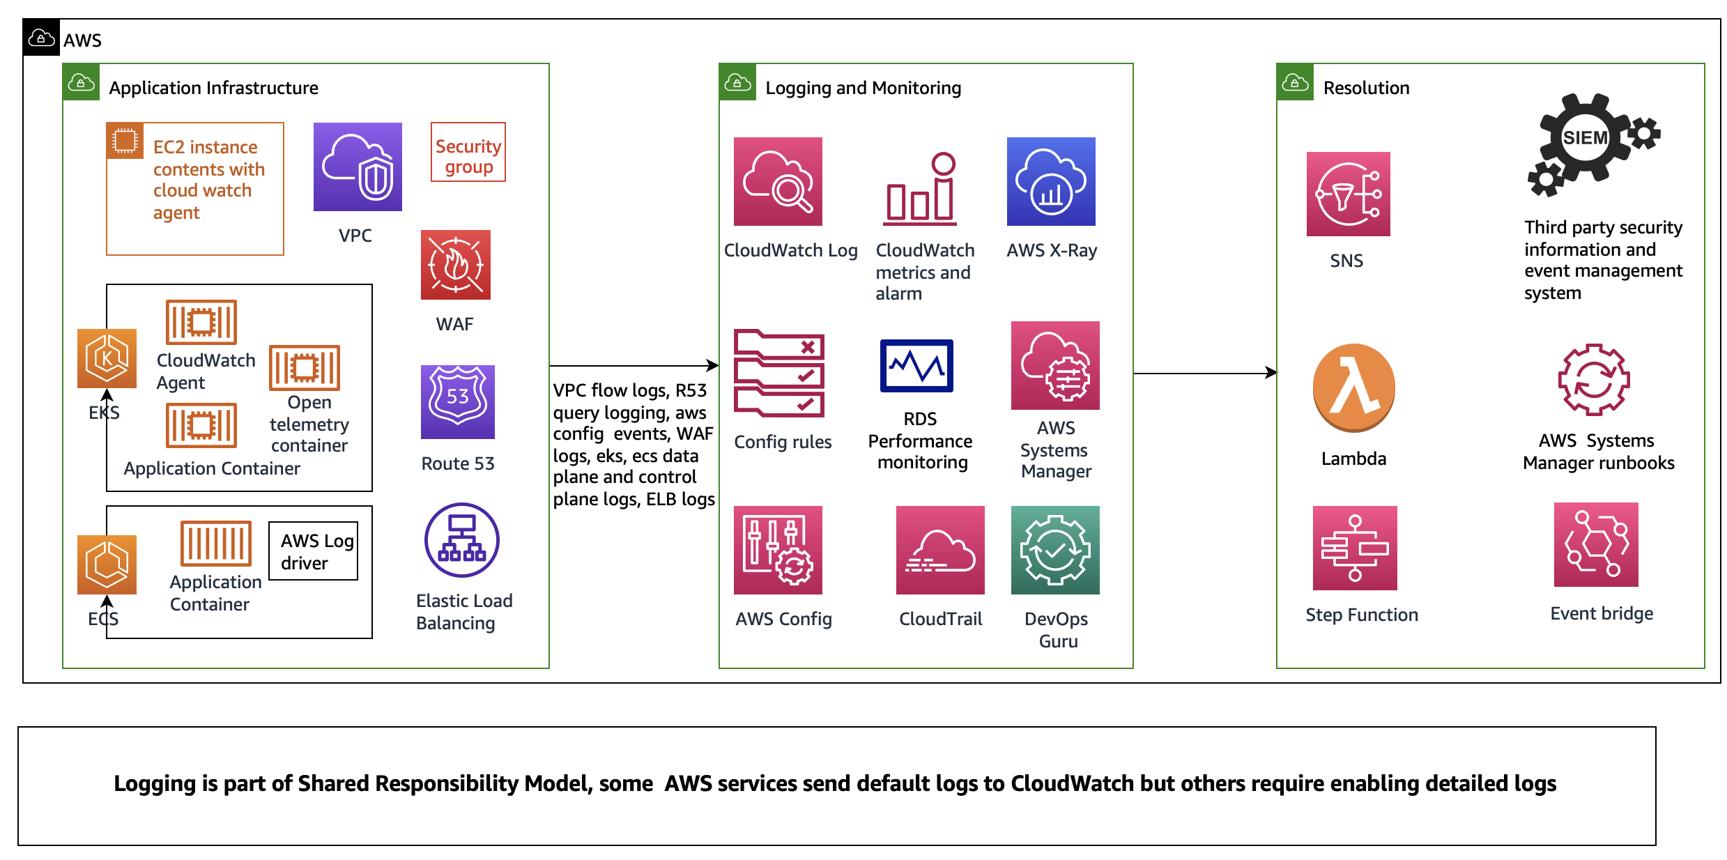 AWS
Application Infrastructure
EC2 instance
contents with
cloud watch
agent
VPC
Security
group
WAF
CloudWatch
Agent
EKS
K
Open
telemetry
container
Application Container
53
Route 53
AWS Log
driver
Application
Container
ECS
Elastic Load
Balancing
VPC flow logs, R53
query logging, aws
config events, WAF
logs, eks, ecs data
plane and control
plane logs, ELB logs
Logging and Monitoring
CloudWatch Log
CloudWatch
metrics and
alarm
AWS X-Ray
Config rules
RDS
Performance
monitoring
AWS
Systems
Manager
AWS Config
CloudTrail
DevOps
Guru
Resolution
SNS
SIEM
Third party security
information and
event management
system
Lambda
AWS Systems
Manager runbooks
Step Function
Event bridge
Logging is part of Shared Responsibility Model, some AWS services send default logs to CloudWatch but others require enabling detailed logs